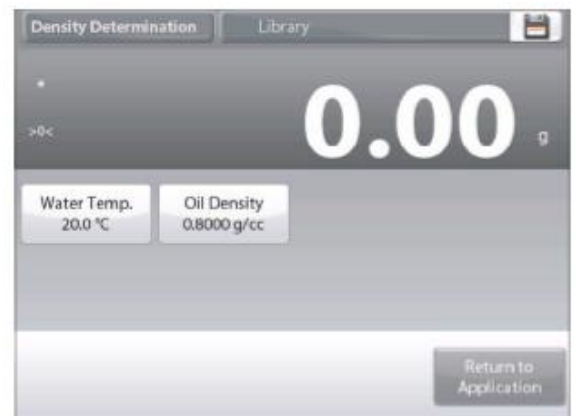 Density Determination Library
*
>0<
0.00 g
Water Temp. Oil Density
20.0 °C 0.8000 g/cc
Return to
Application